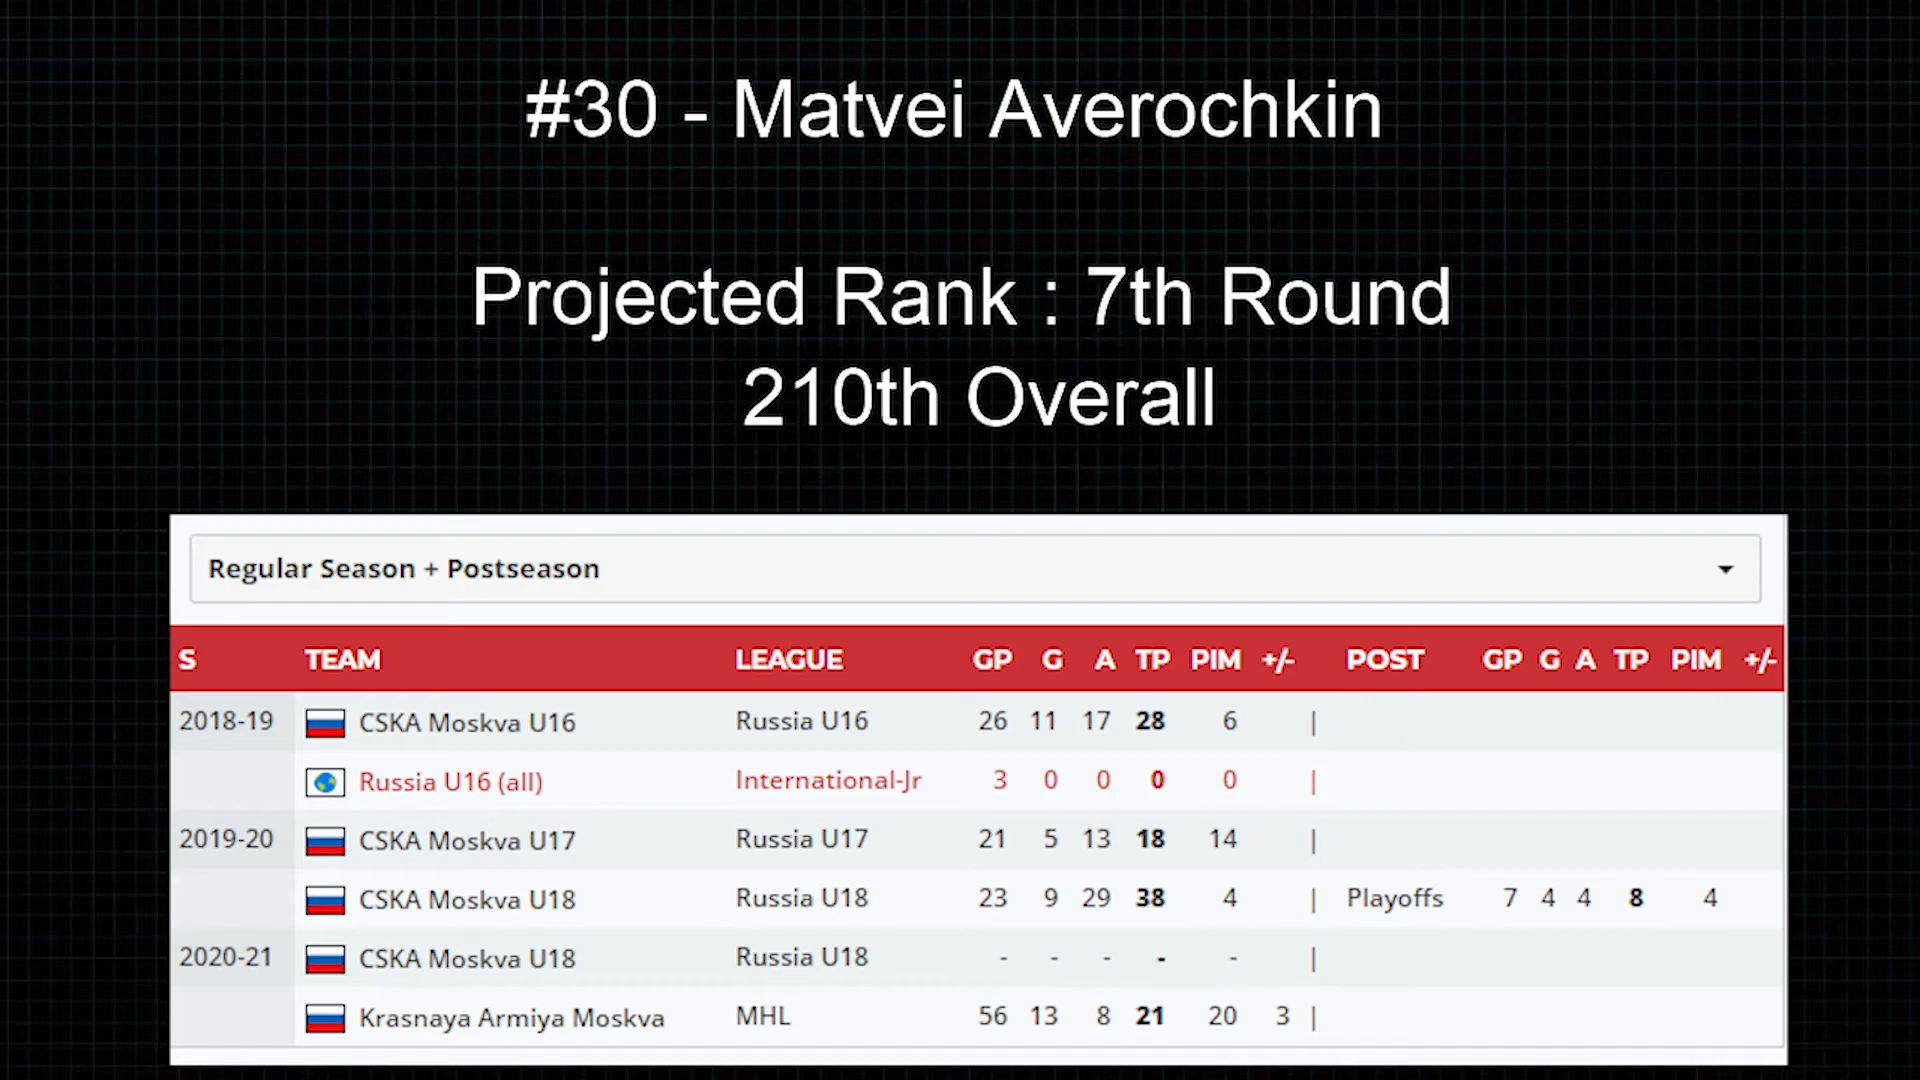 #30 - Matvei Averochkin
Projected Rank : 7th Round
210th Overall
Regular Season + Postseason
S TEAM LEAGUE GP G A TP PIM +/- POST GP G A TP PIM +/-
2018-19 CSKA Moskva U16 Russia U16 26 11 17 28 6 |
Russia U16 (all) International-Jr 3 0 0 0 0 |
2019-20 CSKA Moskva U17 Russia U17 21 5 13 18 14 |
CSKA Moskva U18 Russia U18 23 9 29 38 4 | Playoffs 7 4 4 8 4
2020-21 CSKA Moskva U18 Russia U18 - - - - - |
Krasnaya Armiya Moskva MHL 56 13 8 21 20 3 |